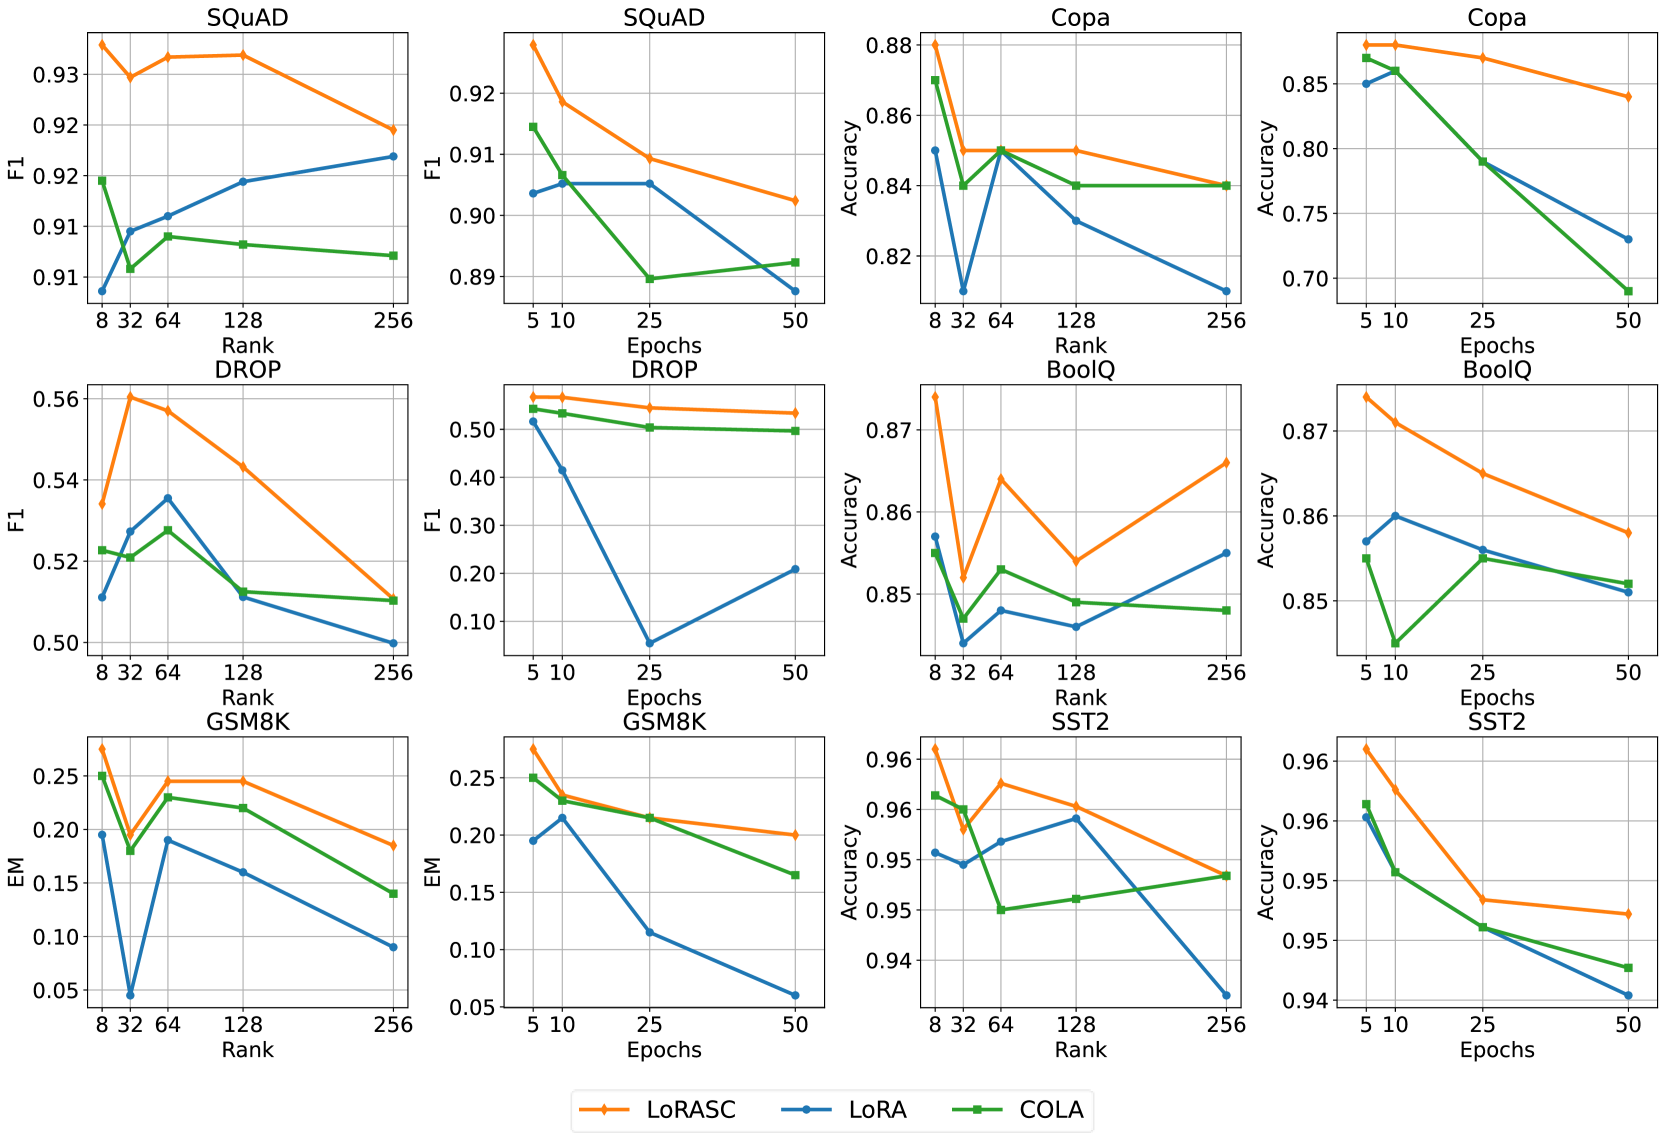 SQuAD
F1
0.93
0.92
0.92
0.91
0.91
8 32 64 128 256
Rank
SQuAD
F1
0.92
0.91
0.90
0.89
5 10 25 50
Epochs
Copa
Accuracy
0.88
0.86
0.84
0.82
8 32 64 128 256
Rank
Copa
Accuracy
0.85
0.80
0.75
0.70
5 10 25 50
Epochs
DROP
F1
0.56
0.54
0.52
0.50
8 32 64 128 256
Rank
DROP
F1
0.50
0.40
0.30
0.20
0.10
5 10 25 50
Epochs
BoolQ
Accuracy
0.87
0.86
0.85
8 32 64 128 256
Rank
BoolQ
Accuracy
0.87
0.86
0.85
5 10 25 50
Epochs
GSM8K
EM
0.25
0.20
0.15
0.10
0.05
8 32 64 128 256
Rank
GSM8K
EM
0.25
0.20
0.15
0.10
0.05
5 10 25 50
Epochs
SST2
Accuracy
0.96
0.96
0.95
0.95
0.94
8 32 64 128 256
Rank
SST2
Accuracy
0.96
0.96
0.95
0.95
0.94
5 10 25 50
Epochs
LoRASC LoRA COLA